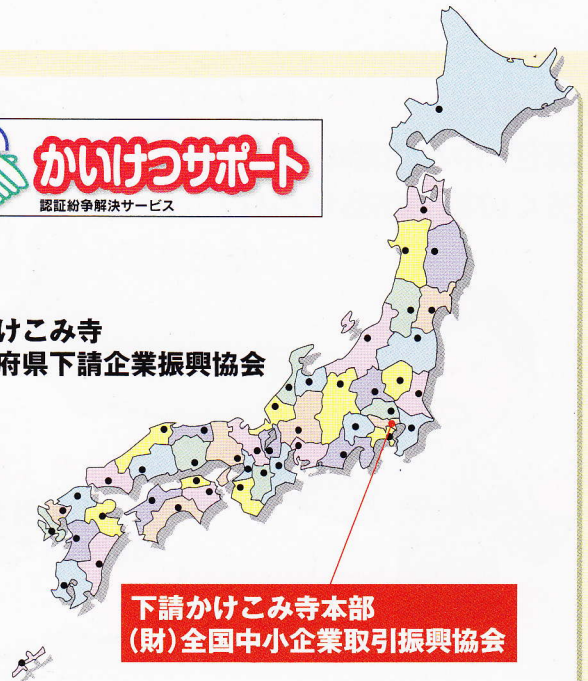 かいけつサポート
認証紛争解決サービス
けこみ寺
府県下請企業振興協会
下請かけこみ寺本部
(財)全国中小企業取引振興協会